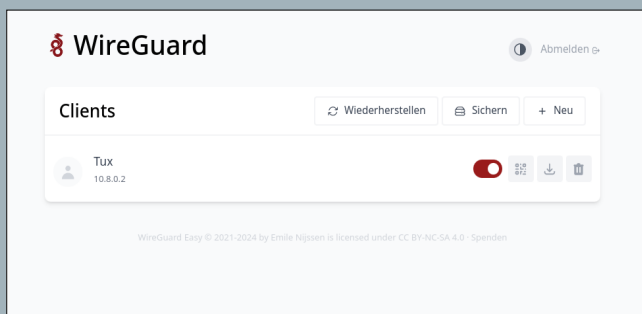 WireGuard
Abmelden
Clients
Wiederherstellen
Sichern
+ Neu
Tux
10.8.0.2
WireGuard Easy © 2021-2024 by Emile Nijssen is licensed under CC BY-NC-SA 4.0 · Spenden